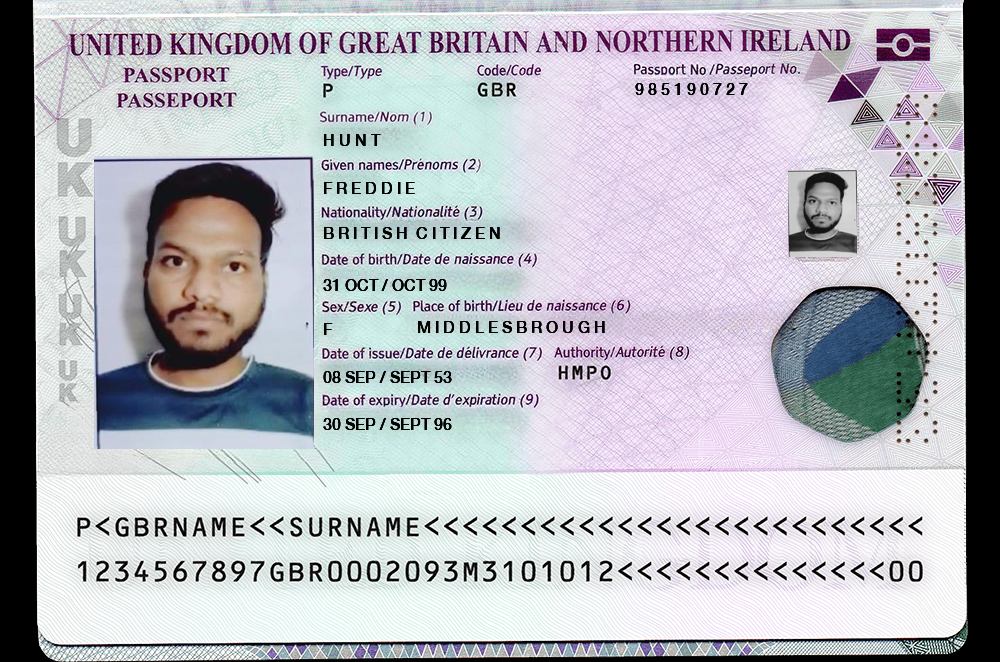 UNITED KINGDOM OF GREAT BRITAIN AND NORTHERN IRELAND
PASSPORT
PASSEPORT
Type/Type Code/Code Passport No /Passeport No.
P GBR 985190727
Surname/Nom (1)
HUNT
Given names/Prénoms (2)
FREDDIE
Nationality/Nationalité (3)
BRITISH CITIZEN
Date of birth/Date de naissance (4)
31 OCT / OCT 99
Sex/Sexe (5) Place of birth/Lieu de naissance (6)
F MIDDLESBROUGH
Date of issue/Date de délivrance (7) Authority/Autorité (8)
08 SEP / SEPT 53 HMPO
Date of expiry/Date d'expiration (9)
30 SEP / SEPT 96
UK
UK
UK
UK
P<GBRNAME<<SURNAME<<<<<<<<<<<<<<<<<<<<<<<<<<
1234567897GBR0002093M3101012<<<<<<<<<<<<<<00